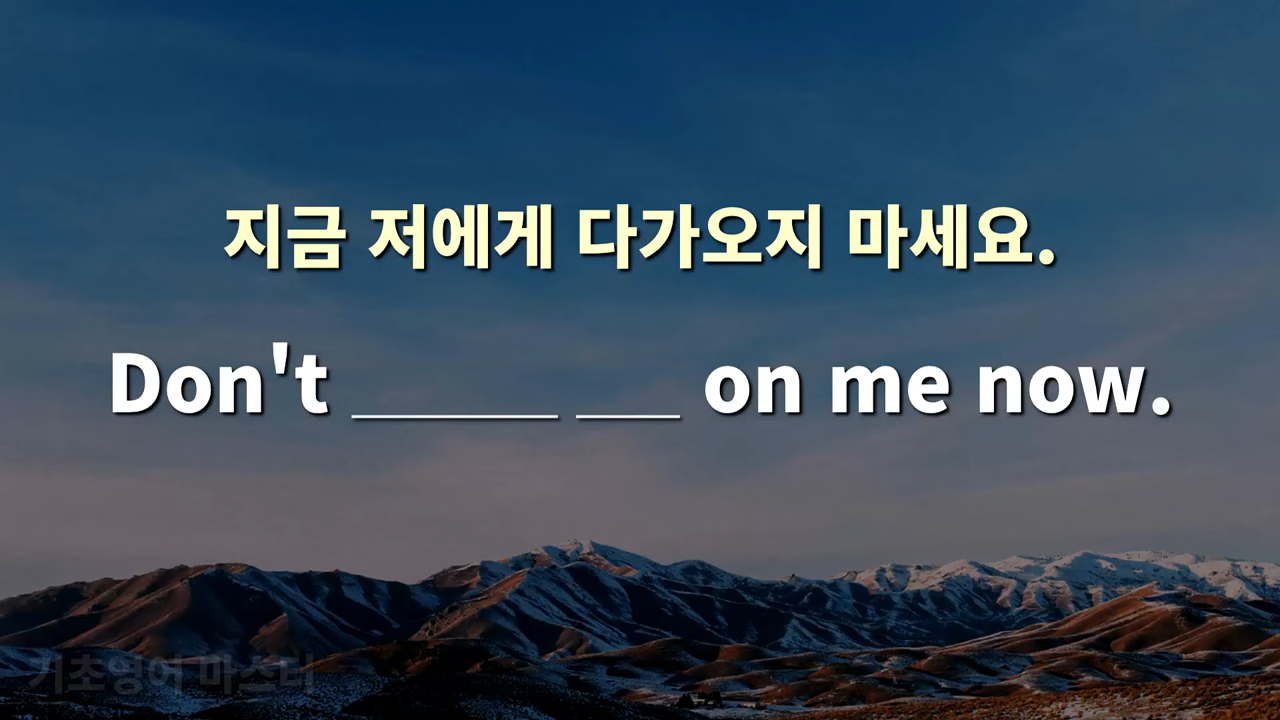 지금 저에게 다가오지 마세요.
Don't _____ __ on me now.
기초영어 마스터